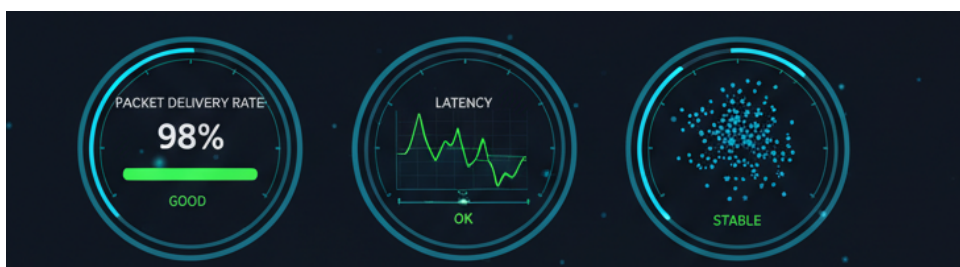 PACKET DELIVERY RATE
98%
GOOD
LATENCY
OK
STABLE